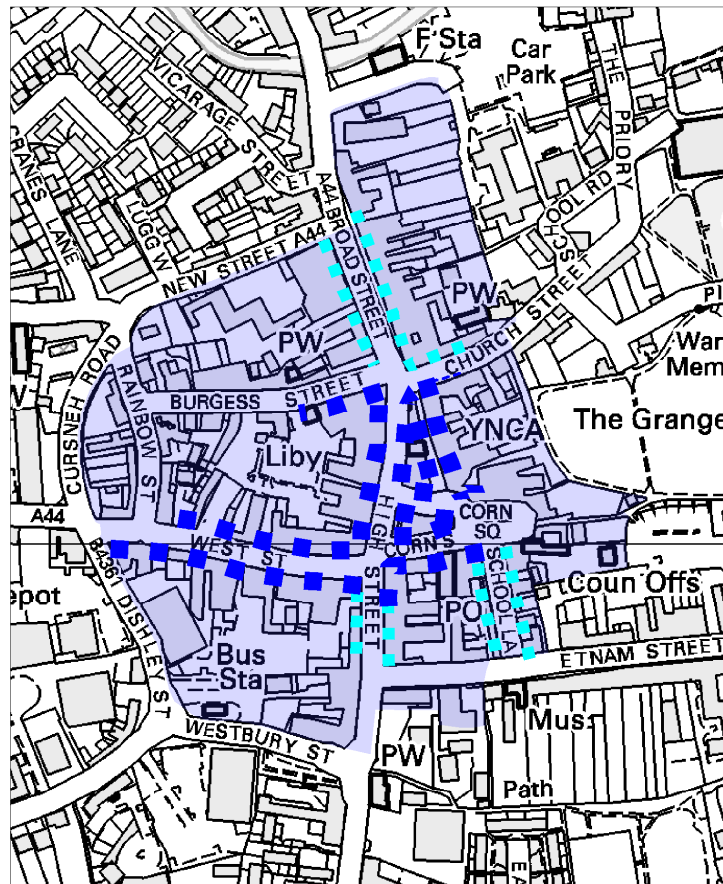 F'Sta
Car
Park
THE PRIORY
VICARAGE STREET
CRANES LANE
LUGG W
A44 BROAD STREET
NEW STREET A44
SCHOOL RD
PW
CHURCH STREET
Pl
War
Mem
PW
CURSNEH ROAD
RAINBOW ST
BURGESS STREET
The Grange
YNCA
Liby
HIGH STREET
CORN
SQ
A44
WEST ST
CORN S
SCHOOL LA
B4361 DISHLEY ST
epot
PO
Coun Offs
Bus
Sta
ETNAM STREET
Mus
WESTBURY ST
PW
Path
EA